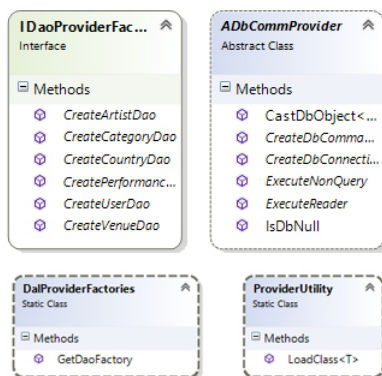 IDaoProviderFac...
Interface
Methods
CreateArtistDao
CreateCategoryDao
CreateCountryDao
CreatePerformanc...
CreateUserDao
CreateVenueDao
ADbCommProvider
Abstract Class
Methods
CastDbObject<...
CreateDbComma...
CreateDbConnecti...
ExecuteNonQuery
ExecuteReader
IsDbNull
DalProviderFactories
Static Class
Methods
GetDaoFactory
ProviderUtility
Static Class
Methods
LoadClass<T>